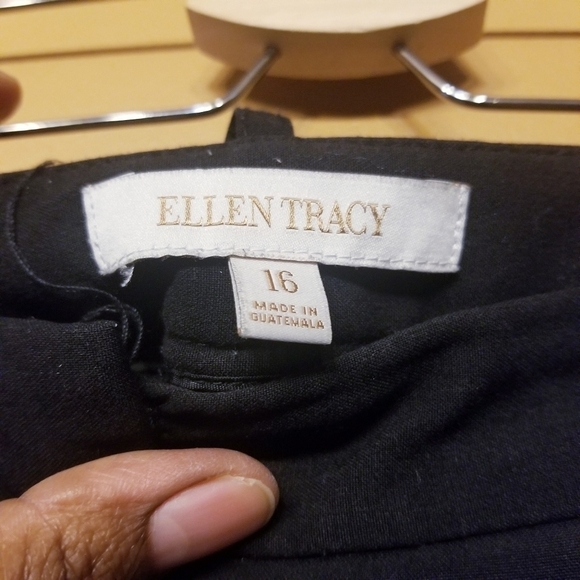 ELLEN TRACY
16
MADE IN
GUATEMALA